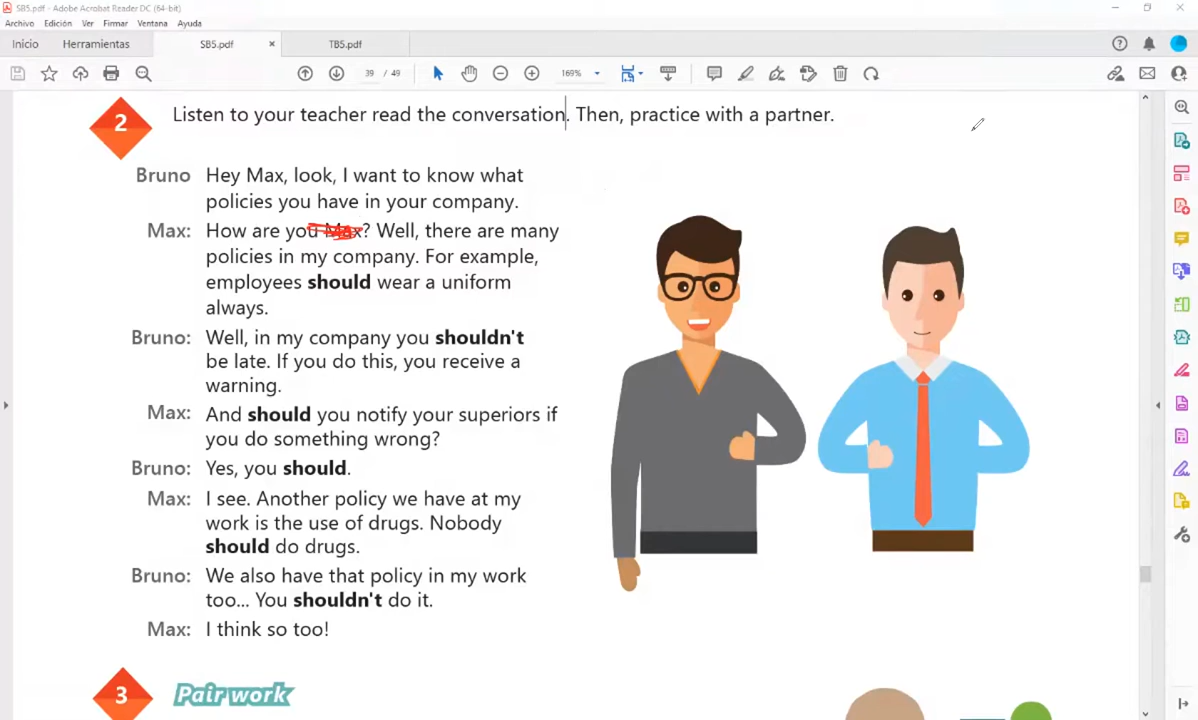 SB5.pdf - Adobe Acrobat Reader DC (64-bit)
Archivo Edición Ver Firmar Ventana Ayuda
Inicio Herramientas SB5.pdf × TB5.pdf
39 / 49 169%
2 Listen to your teacher read the conversation. Then, practice with a partner.
Bruno Hey Max, look, I want to know what
policies you have in your company.
Max: How are you Max? Well, there are many
policies in my company. For example,
employees should wear a uniform
always.
Bruno: Well, in my company you shouldn't
be late. If you do this, you receive a
warning.
Max: And should you notify your superiors if
you do something wrong?
Bruno: Yes, you should.
Max: I see. Another policy we have at my
work is the use of drugs. Nobody
should do drugs.
Bruno: We also have that policy in my work
too... You shouldn't do it.
Max: I think so too!
3 Pair work